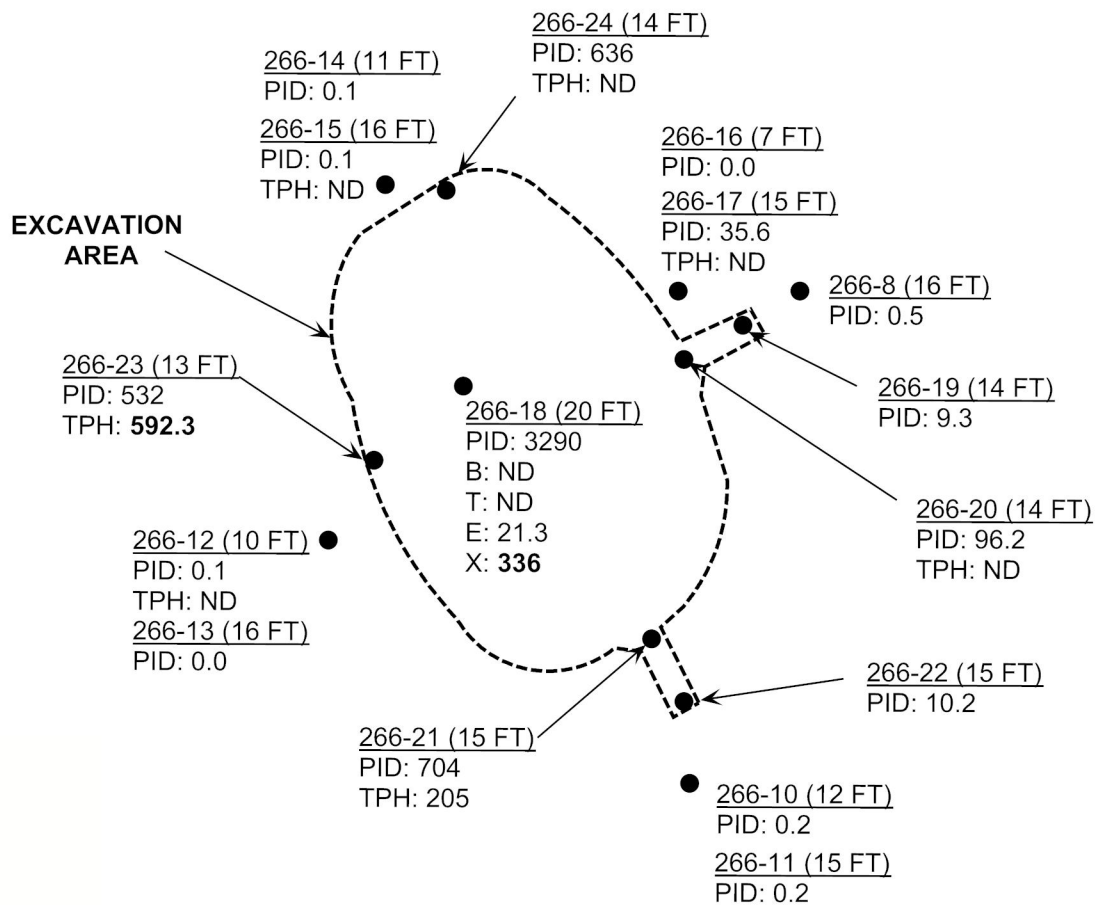 266-24 (14 FT)
PID: 636
TPH: ND
266-14 (11 FT)
PID: 0.1
266-15 (16 FT)
PID: 0.1
TPH: ND
266-16 (7 FT)
PID: 0.0
266-17 (15 FT)
PID: 35.6
TPH: ND
EXCAVATION
AREA
266-8 (16 FT)
PID: 0.5
266-23 (13 FT)
PID: 532
TPH: 592.3
266-18 (20 FT)
PID: 3290
B: ND
T: ND
E: 21.3
X: 336
266-19 (14 FT)
PID: 9.3
266-20 (14 FT)
PID: 96.2
TPH: ND
266-12 (10 FT)
PID: 0.1
TPH: ND
266-13 (16 FT)
PID: 0.0
266-22 (15 FT)
PID: 10.2
266-21 (15 FT)
PID: 704
TPH: 205
266-10 (12 FT)
PID: 0.2
266-11 (15 FT)
PID: 0.2